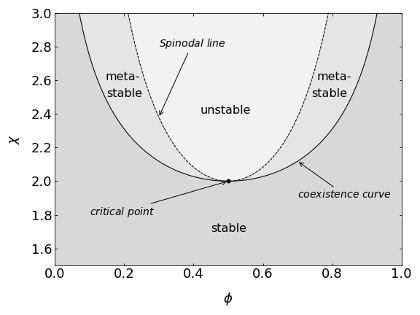 3.0
Spinodal line
2.8
meta-
stable
meta-
stable
2.6
unstable
2.4
χ
2.2
2.0
coexistence curve
critical point
1.8
stable
1.6
0.0 0.2 0.4 0.6 0.8 1.0
ϕ